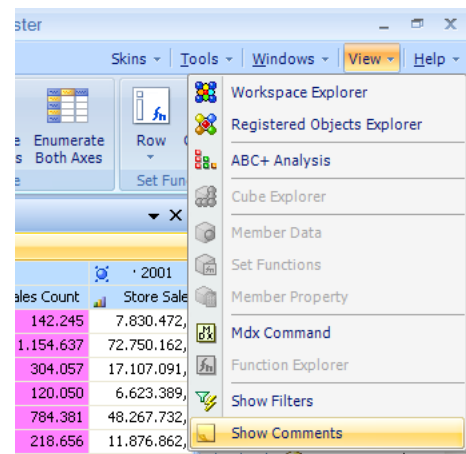 ster
Skins Tools Windows View Help
Enumerate
Both Axes
Row
Set Fun
Workspace Explorer
Registered Objects Explorer
ABC+ Analysis
Cube Explorer
Member Data
Set Functions
Member Property
Mdx Command
Function Explorer
Show Filters
Show Comments
2001
ales Count Store Sale
142.245 7.830.472,
1.154.637 72.750.162,
304.057 17.107.091,
120.050 6.623.389,
784.381 48.267.732,
218.656 11.876.862,